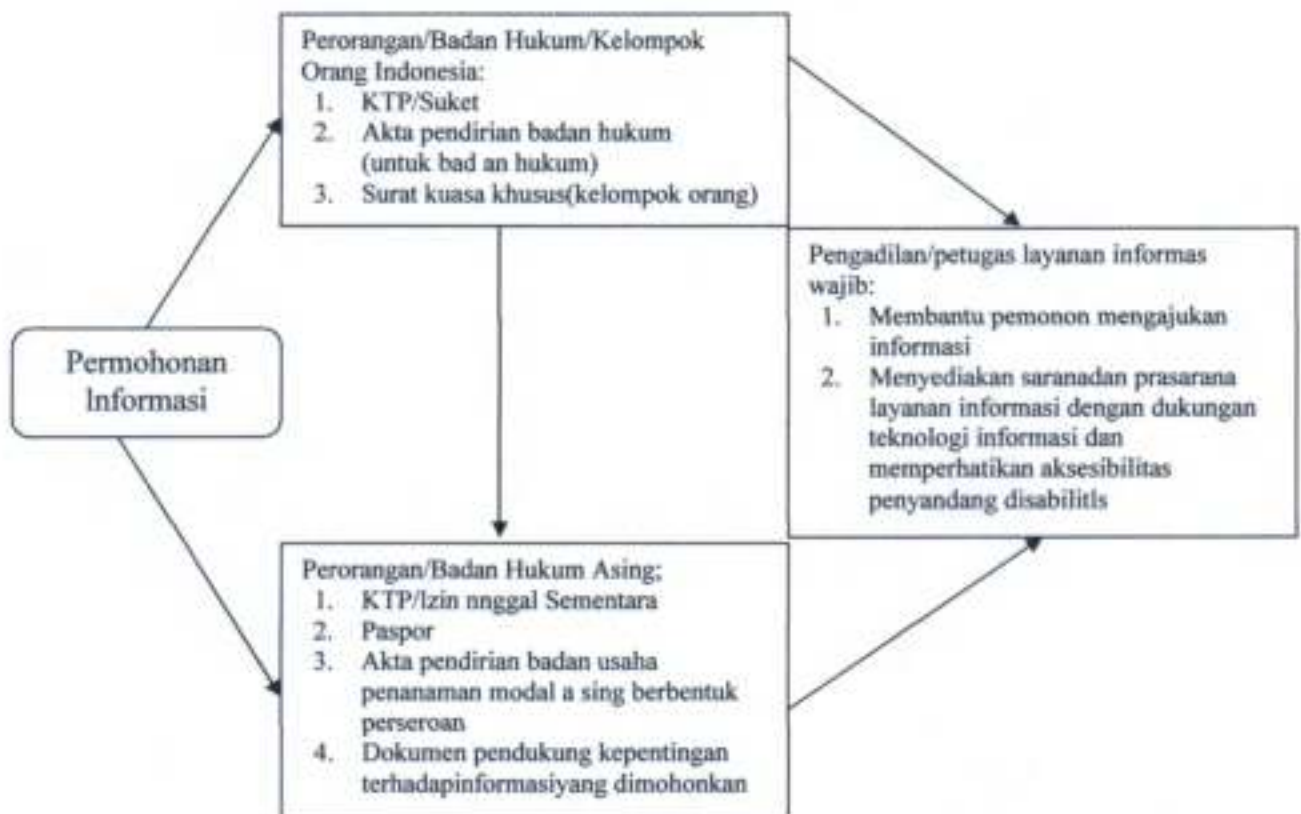 Perorangan/Badan Hukum/Kelompok
Orang Indonesia:
1. KTP/Suket
2. Akta pendirian badan hukum
(untuk bad an hukum)
3. Surat kuasa khusus(kelompok orang)
Permohonan
Informasi
Pengadilan/petugas layanan informas
wajib:
1. Membantu pemonon mengajukan
informasi
2. Menyediakan saranadan prasarana
layanan informasi dengan dukungan
teknologi informasi dan
memperhatikan aksesibilitas
penyandang disabilitls
Perorangan/Badan Hukum Asing;
1. KTP/lzin nnggal Sementara
2. Paspor
3. Akta pendirian badan usaha
penanaman modal a sing berbentuk
perseroan
4. Dokumen pendukung kepentingan
terhadapinformasiyang dimohonkan